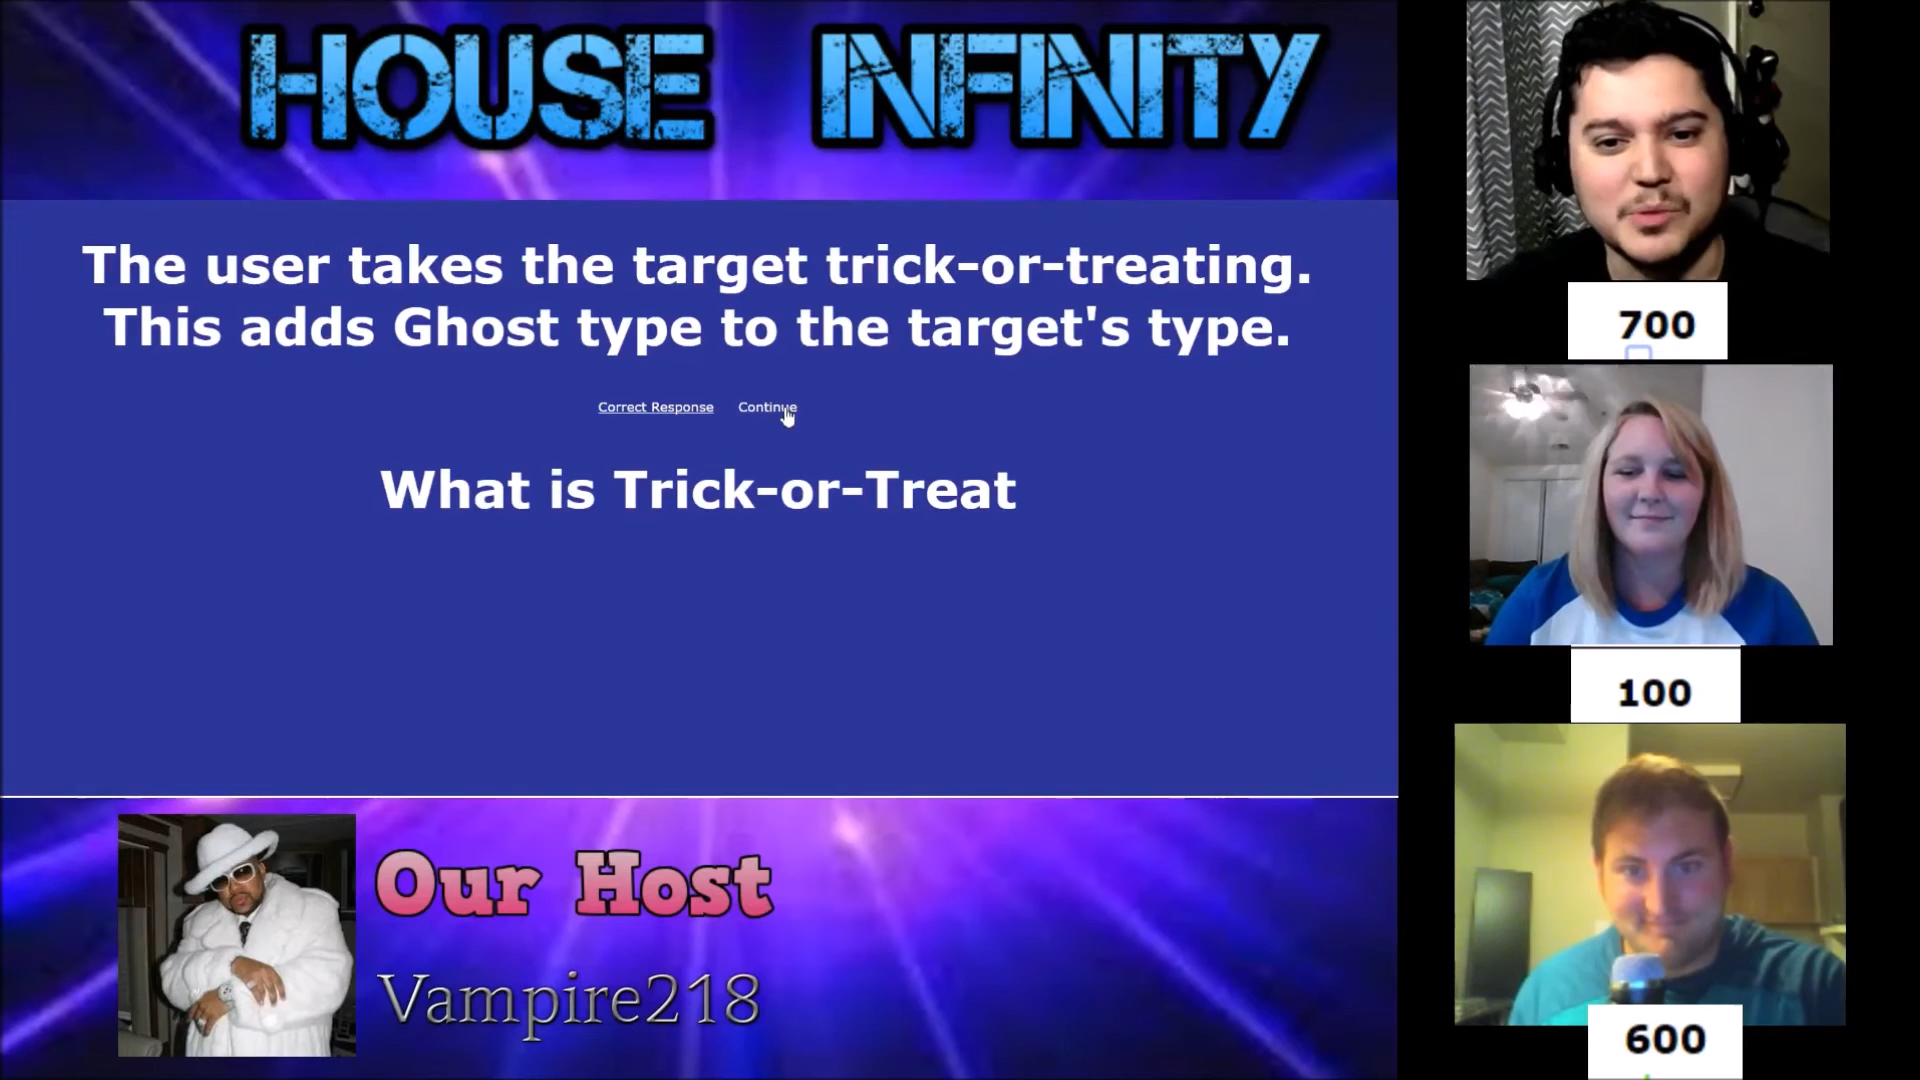 HOUSE INFINITY
The user takes the target trick-or-treating.
This adds Ghost type to the target's type.
Correct Response Continue
What is Trick-or-Treat
700
100
600
Our Host
Vampire218